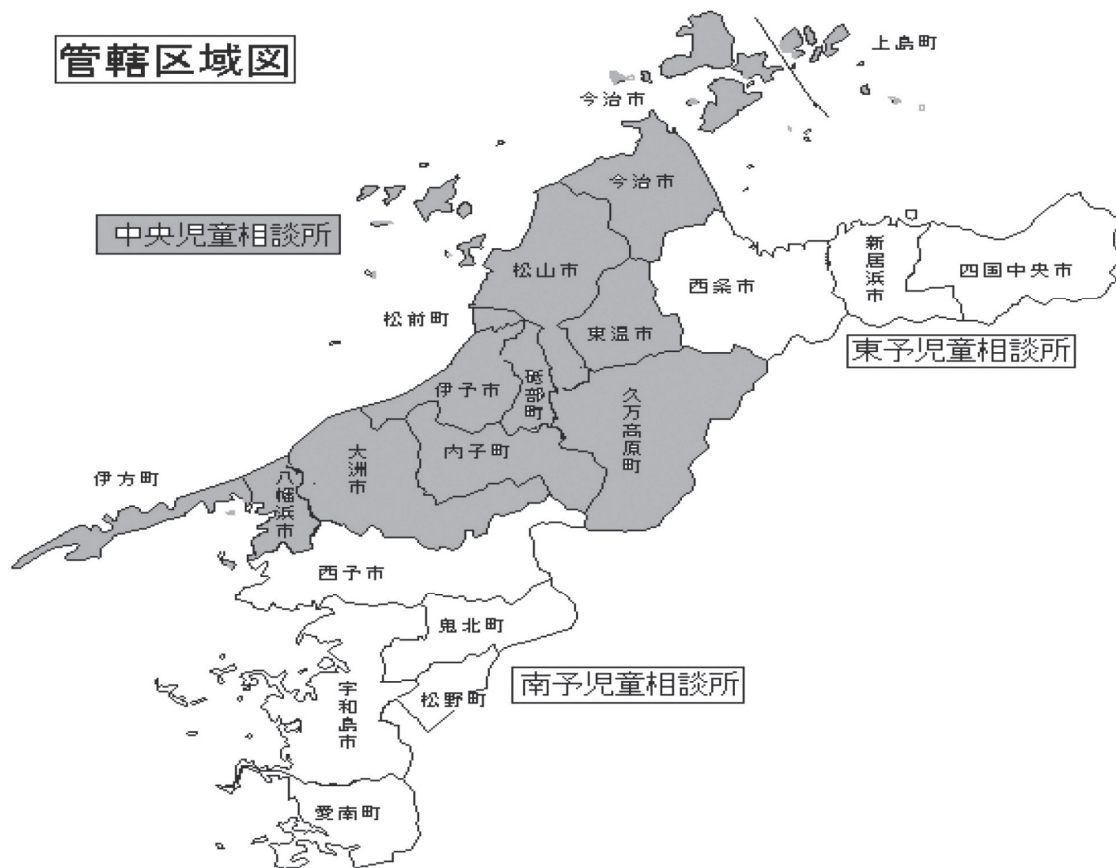 管轄区域図
上島町
今治市
今治市
中央児童相談所
松山市
西条市
新居浜市
四国中央市
松前町
東温市
東予児童相談所
伊予市
砥部町
久万高原町
大洲市
内子町
伊方町
八幡浜市
西予市
鬼北町
南予児童相談所
松野町
宇和島市
愛南町